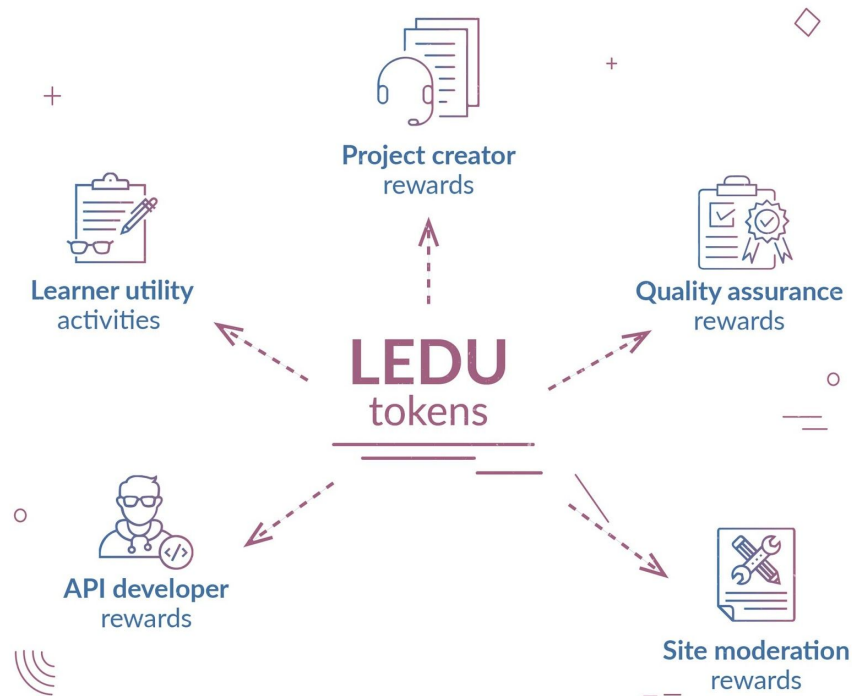 Project creator
rewards
Learner utility
activities
Quality assurance
rewards
LEDU
tokens
</>
API developer
rewards
Site moderation
rewards